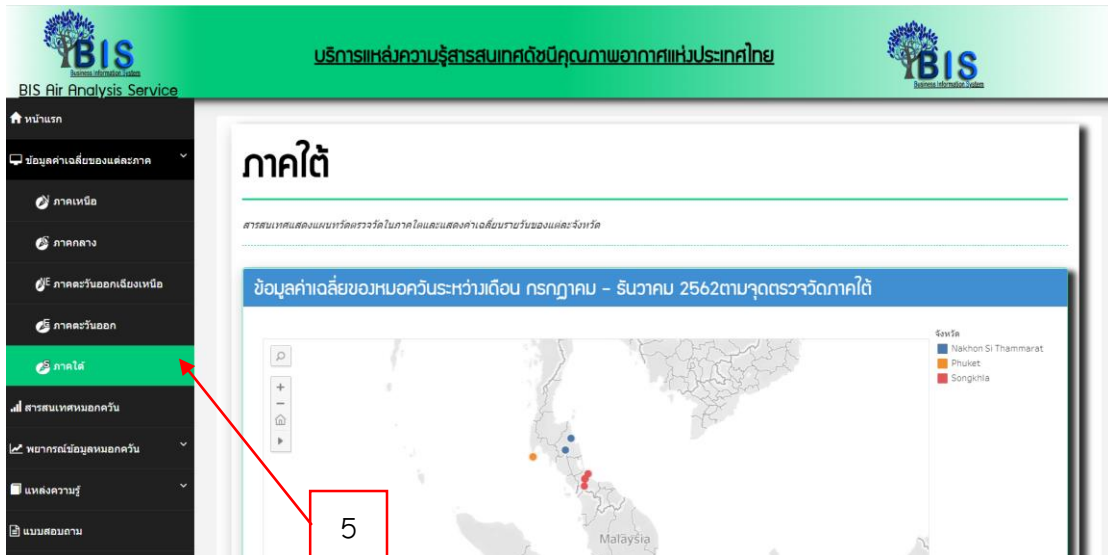 BIS
Business Information System
BIS Air Analysis Service
บริการแหล่งความรู้สารสนเทศดัชนีคุณภาพอากาศแห่งประเทศไทย
BIS
Business Information System
หน้าแรก
ข้อมูลค่าเฉลี่ยของแต่ละภาค
ภาคเหนือ
ภาคกลาง
ภาคตะวันออกเฉียงเหนือ
ภาคตะวันออก
ภาคใต้
สารสนเทศหมอกควัน
พยากรณ์ข้อมูลหมอกควัน
แหล่งความรู้
แบบสอบถาม
5
ภาคใต้
สารสนเทศแสดงแผนทวัดตรวจวัดในภาคใตและแสดงค่าเฉลี่ยบรายวันของแต่ละจังหวัด
ข้อมูลค่าเฉลี่ยของหมอควันระหว่างเดือน กรกฎาคม - ธันวาคม 2562ตามจุดตรวจวัดภาคใต้
จังหวัด
Nakhon Si Thammarat
Phuket
Songkhla
Malaysia